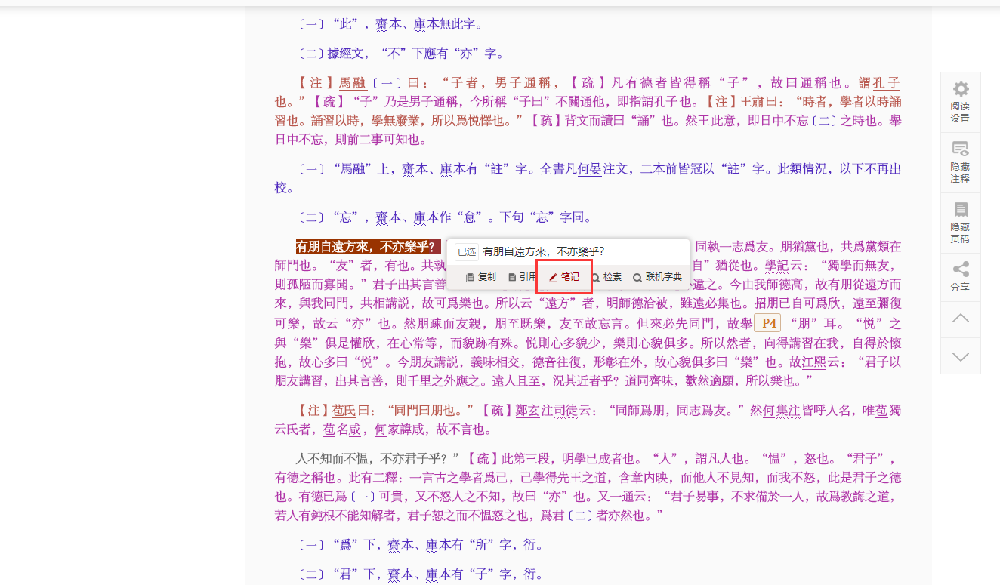 〔一〕“此”，齋本、庫本無此字。
〔二〕據經文，“不”下應有“亦”字。
【注】馬融〔一〕曰：“子者，男子通稱，【疏】凡有德者皆得稱“子”，故曰通稱也。謂孔子
也。”【疏】“子”乃是男子通稱，今所稱“子曰”不關通他，即指謂孔子也。【注】王肅曰：“時者，學者以時誦
習也。誦習以時，學無廢業，所以爲悦懌也。”【疏】背文而讀曰“誦”也。然王此意，即日中不忘〔二〕之時也。舉
日中不忘，則前二事可知也。
〔一〕“馬融”上，齋本、庫本有“註”字。全書凡何晏注文，二本前皆冠以“註”字。此類情況，以下不再出
校。
〔二〕“忘”，齋本、庫本作“怠”。下句“忘”字同。
有朋自遠方來，不亦樂乎？
已选 有朋自遠方來，不亦樂乎？
同執一志爲友。朋猶黨也，共爲黨類在
師門也。“友”者，有也。共執
自”猶從也。學記云：“獨學而無友，
复制 引用 笔记 检索 联机字典
則孤陋而寡聞。”君子出其言善
違之。今由我師德高，故有朋從遠方而
來，與我同門，共相講説，故可爲樂也。所以云“遠方”者，明師德洽被，雖遠必集也。招朋已自可爲欣，遠至彌復
可樂，故云“亦”也。然朋疎而友親，朋至既樂，友至故忘言。但來必先同門，故舉 P4 “朋”耳。“悦”之
與“樂”俱是懽欣，在心常等，而貌跡有殊。悦則心多貌少，樂則心貌俱多。所以然者，向得講習在我，自得於懷
抱，故心多曰“悦”。今朋友講説，義味相交，德音往復，形彰在外，故心貌俱多曰“樂”也。故江熙云：“君子以
朋友講習，出其言善，則千里之外應之。遠人且至，況其近者乎？道同齊味，歡然適願，所以樂也。”
【注】苞氏曰：“同門曰朋也。”【疏】鄭玄注司徒云：“同師爲朋，同志爲友。”然何集注皆呼人名，唯苞獨
云氏者，苞名咸，何家諱咸，故不言也。
人不知而不愠，不亦君子乎？”【疏】此第三段，明學已成者也。“人”，謂凡人也。“愠”，怒也。“君子”，
有德之稱也。此有二釋：一言古之學者爲己，己學得先王之道，含章内映，而他人不見知，而我不怒，此是君子之德
也。有德已爲〔一〕可貴，又不怒人之不知，故曰“亦”也。又一通云：“君子易事，不求備於一人，故爲教誨之道，
若人有鈍根不能知解者，君子恕之而不愠怒之也，爲君〔二〕者亦然也。”
〔一〕“爲”下，齋本、庫本有“所”字，衍。
〔二〕“君”下，齋本、庫本有“子”字，衍。
阅读
设置
隐藏
注释
隐藏
页码
分享